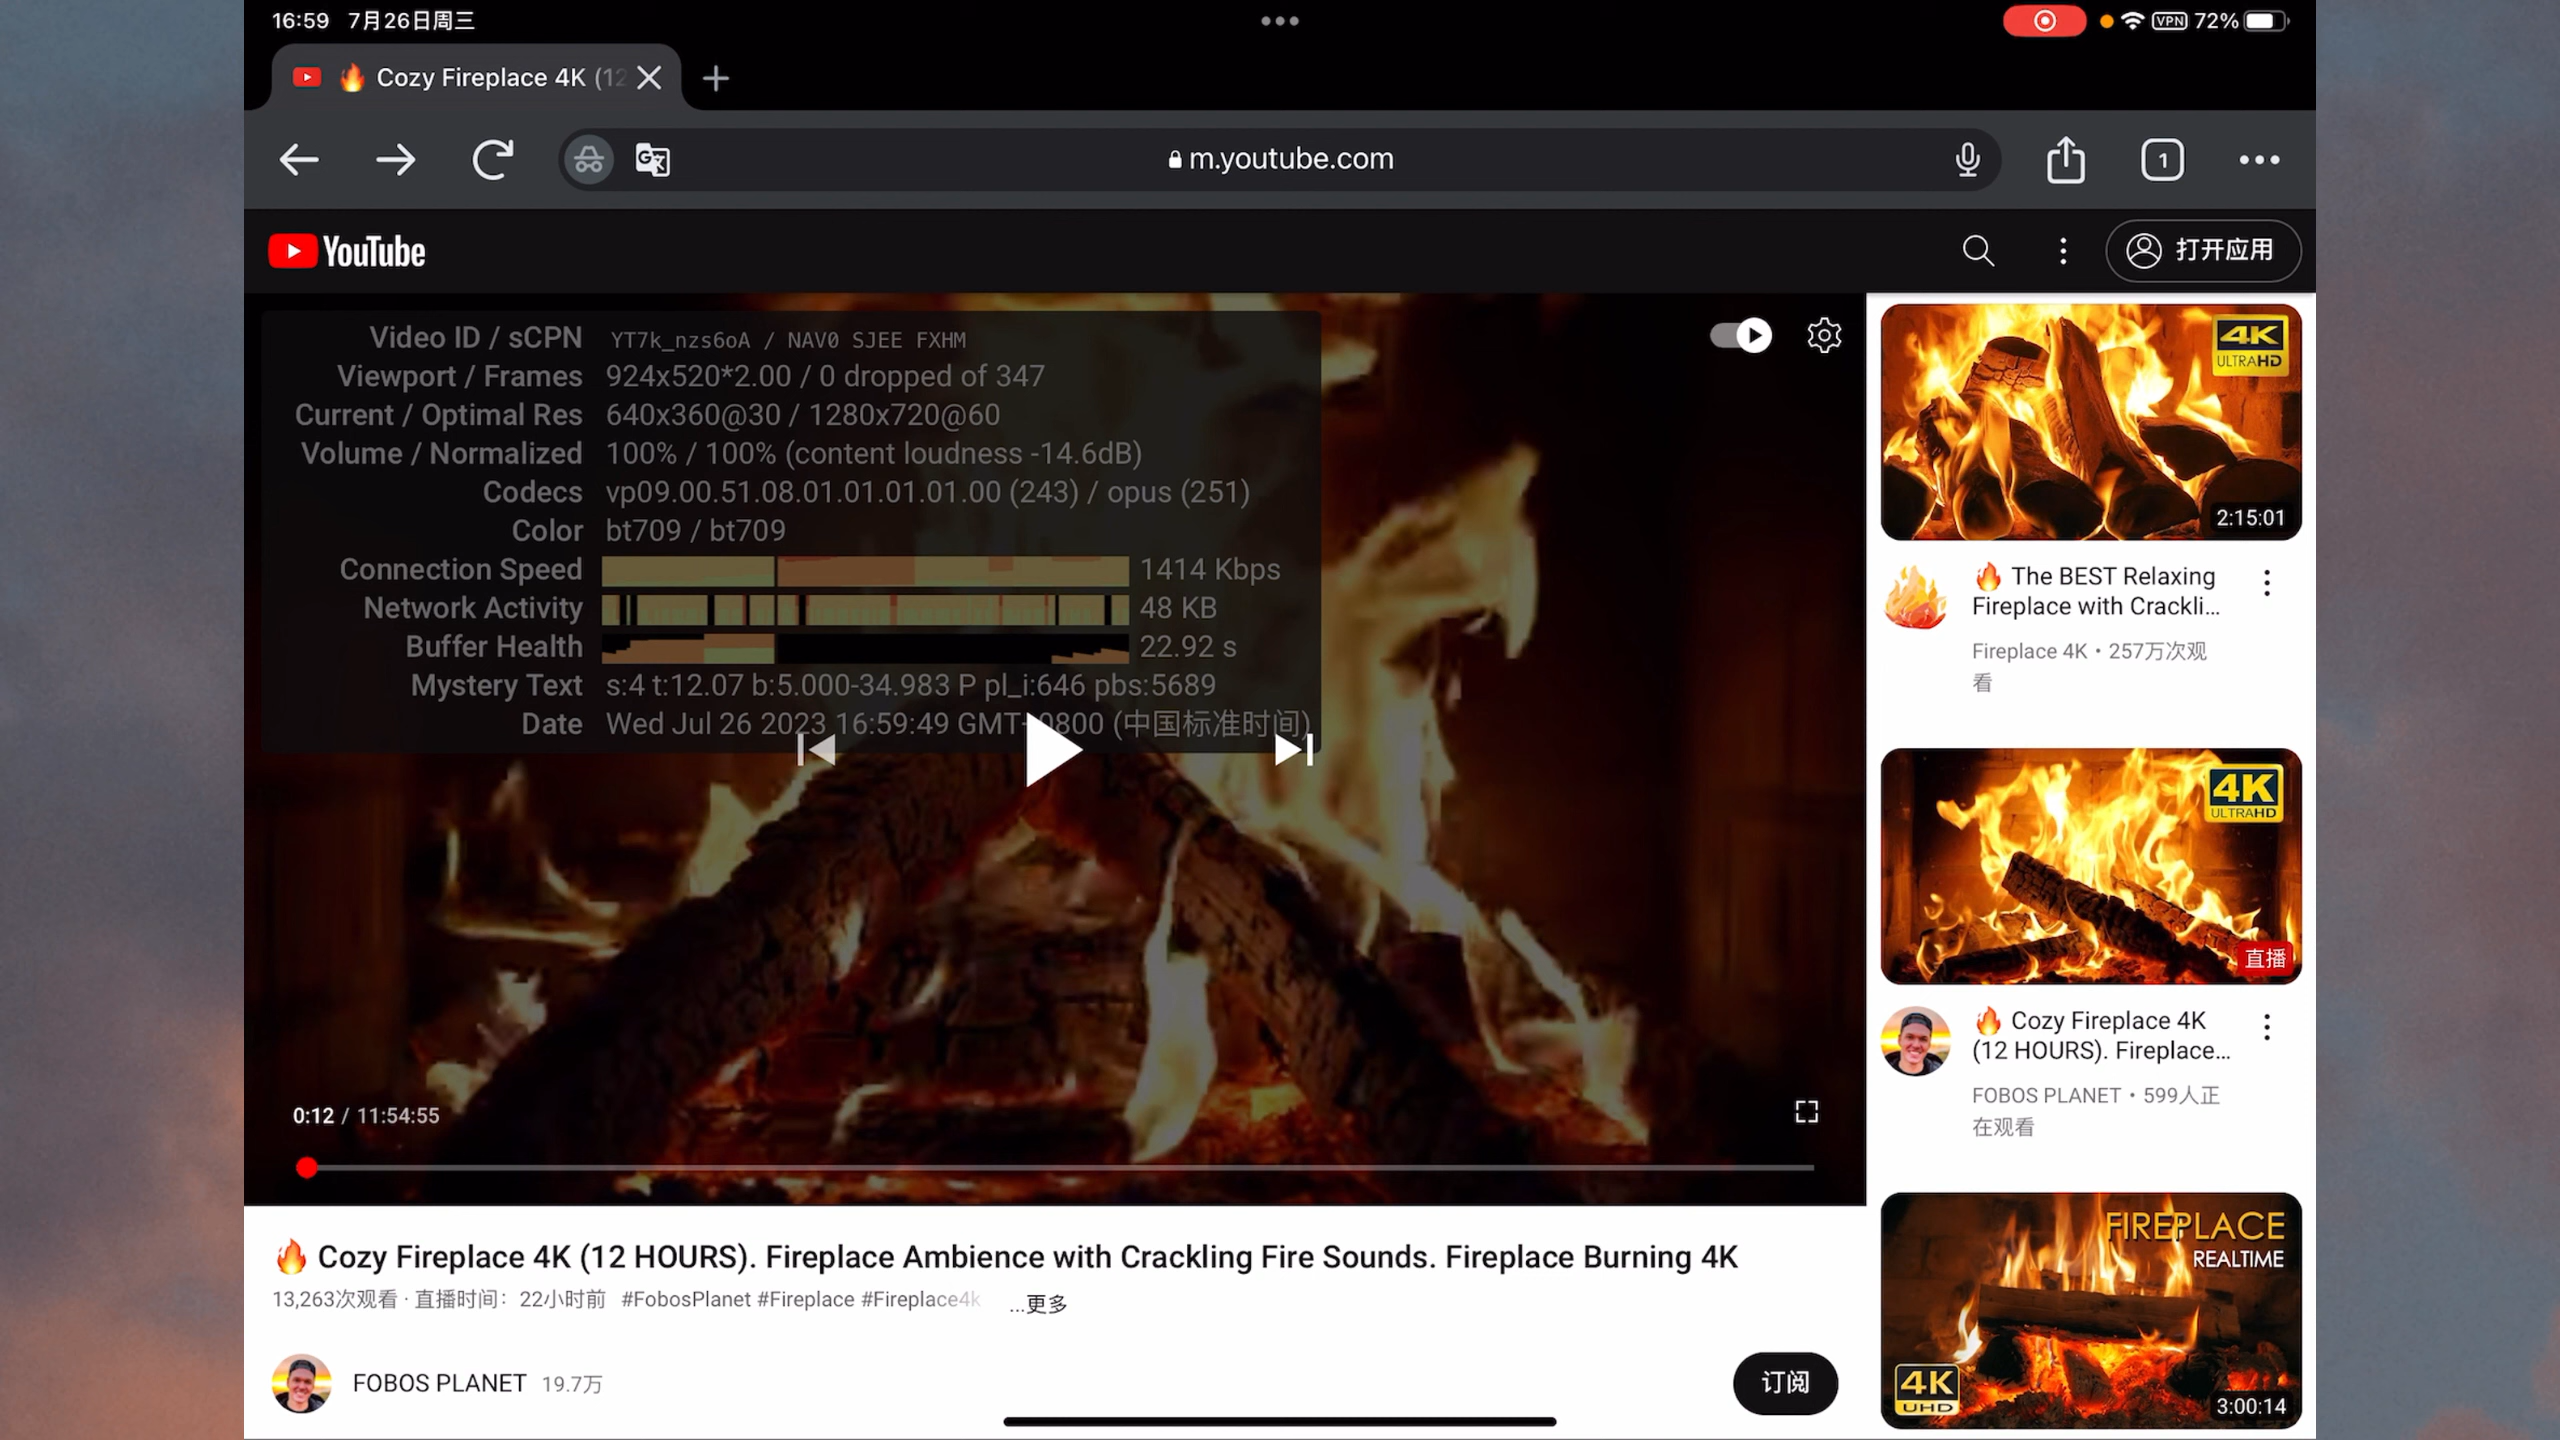 16:59 7月26日周三
VPN 72%
Cozy Fireplace 4K (12
m.youtube.com
1
YouTube
打开应用
Video ID / sCPN YT7k_nzs6oA / NAV0 SJEE FXHM
Viewport / Frames 924x520*2.00 / 0 dropped of 347
Current / Optimal Res 640x360@30 / 1280x720@60
Volume / Normalized 100% / 100% (content loudness -14.6dB)
Codecs vp09.00.51.08.01.01.01.01.00 (243) / opus (251)
Color bt709 / bt709
Connection Speed 1414 Kbps
Network Activity 48 KB
Buffer Health 22.92 s
Mystery Text s:4 t:12.07 b:5.000-34.983 P pl_i:646 pbs:5689
Date Wed Jul 26 2023 16:59:49 GMT+0800 (中国标准时间)
0:12 / 11:54:55
🔥 Cozy Fireplace 4K (12 HOURS). Fireplace Ambience with Crackling Fire Sounds. Fireplace Burning 4K
13,263次观看 · 直播时间：22小时前 #FobosPlanet #Fireplace #Fireplace4k ...更多
FOBOS PLANET 19.7万
订阅
4K
ULTRAHD
2:15:01
🔥 The BEST Relaxing
Fireplace with Crackli...
Fireplace 4K • 257万次观
看
4K
ULTRAHD
直播
🔥 Cozy Fireplace 4K
(12 HOURS). Fireplace...
FOBOS PLANET • 599人正
在观看
FIREPLACE
REALTIME
4K
UHD
3:00:14